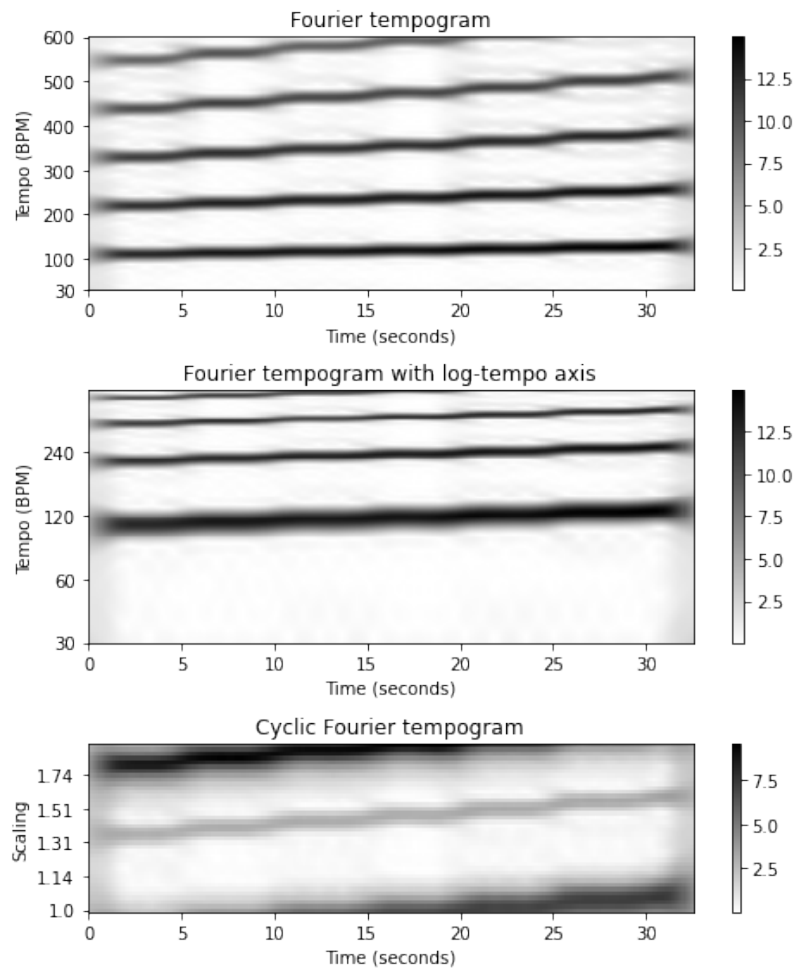 Fourier tempogram
600
500
400
300
200
100
30
Tempo (BPM)
0 5 10 15 20 25 30
Time (seconds)
12.5
10.0
7.5
5.0
2.5
Fourier tempogram with log-tempo axis
240
120
60
30
Tempo (BPM)
0 5 10 15 20 25 30
Time (seconds)
12.5
10.0
7.5
5.0
2.5
Cyclic Fourier tempogram
1.74
1.51
1.31
1.14
1.0
Scaling
0 5 10 15 20 25 30
Time (seconds)
7.5
5.0
2.5